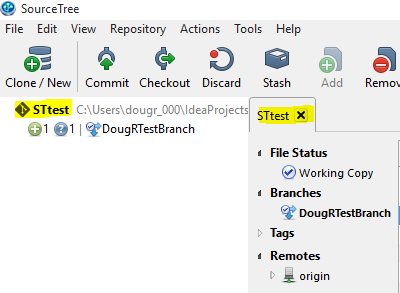 SourceTree
File Edit View Repository Actions Tools Help
Clone / New Commit Checkout Discard Stash Add Remov
STtest C:\Users\dougr_000\IdeaProjects
1 1 | DougRTestBranch
STtest
File Status
Working Copy
Branches
DougRTestBranch
Tags
Remotes
origin